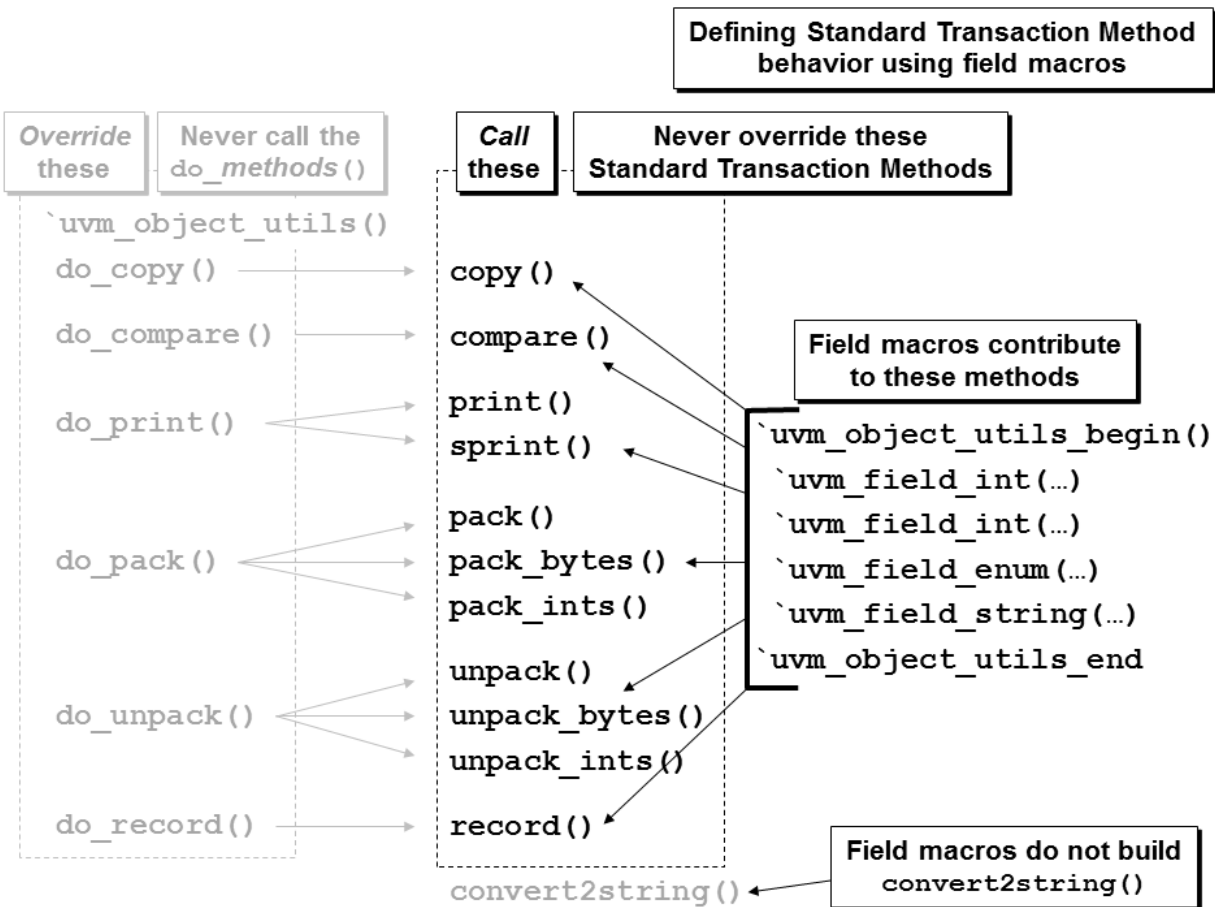 Defining Standard Transaction Method
behavior using field macros
Override
these
Never call the
do_methods()
Call
these
Never override these
Standard Transaction Methods
`uvm_object_utils()
do_copy()
do_compare()
do_print()
do_pack()
do_unpack()
do_record()
copy()
compare()
print()
sprint()
pack()
pack_bytes()
pack_ints()
unpack()
unpack_bytes()
unpack_ints()
record()
convert2string()
Field macros contribute
to these methods
`uvm_object_utils_begin()
`uvm_field_int(…)
`uvm_field_int(…)
`uvm_field_enum(…)
`uvm_field_string(…)
`uvm_object_utils_end
Field macros do not build
convert2string()